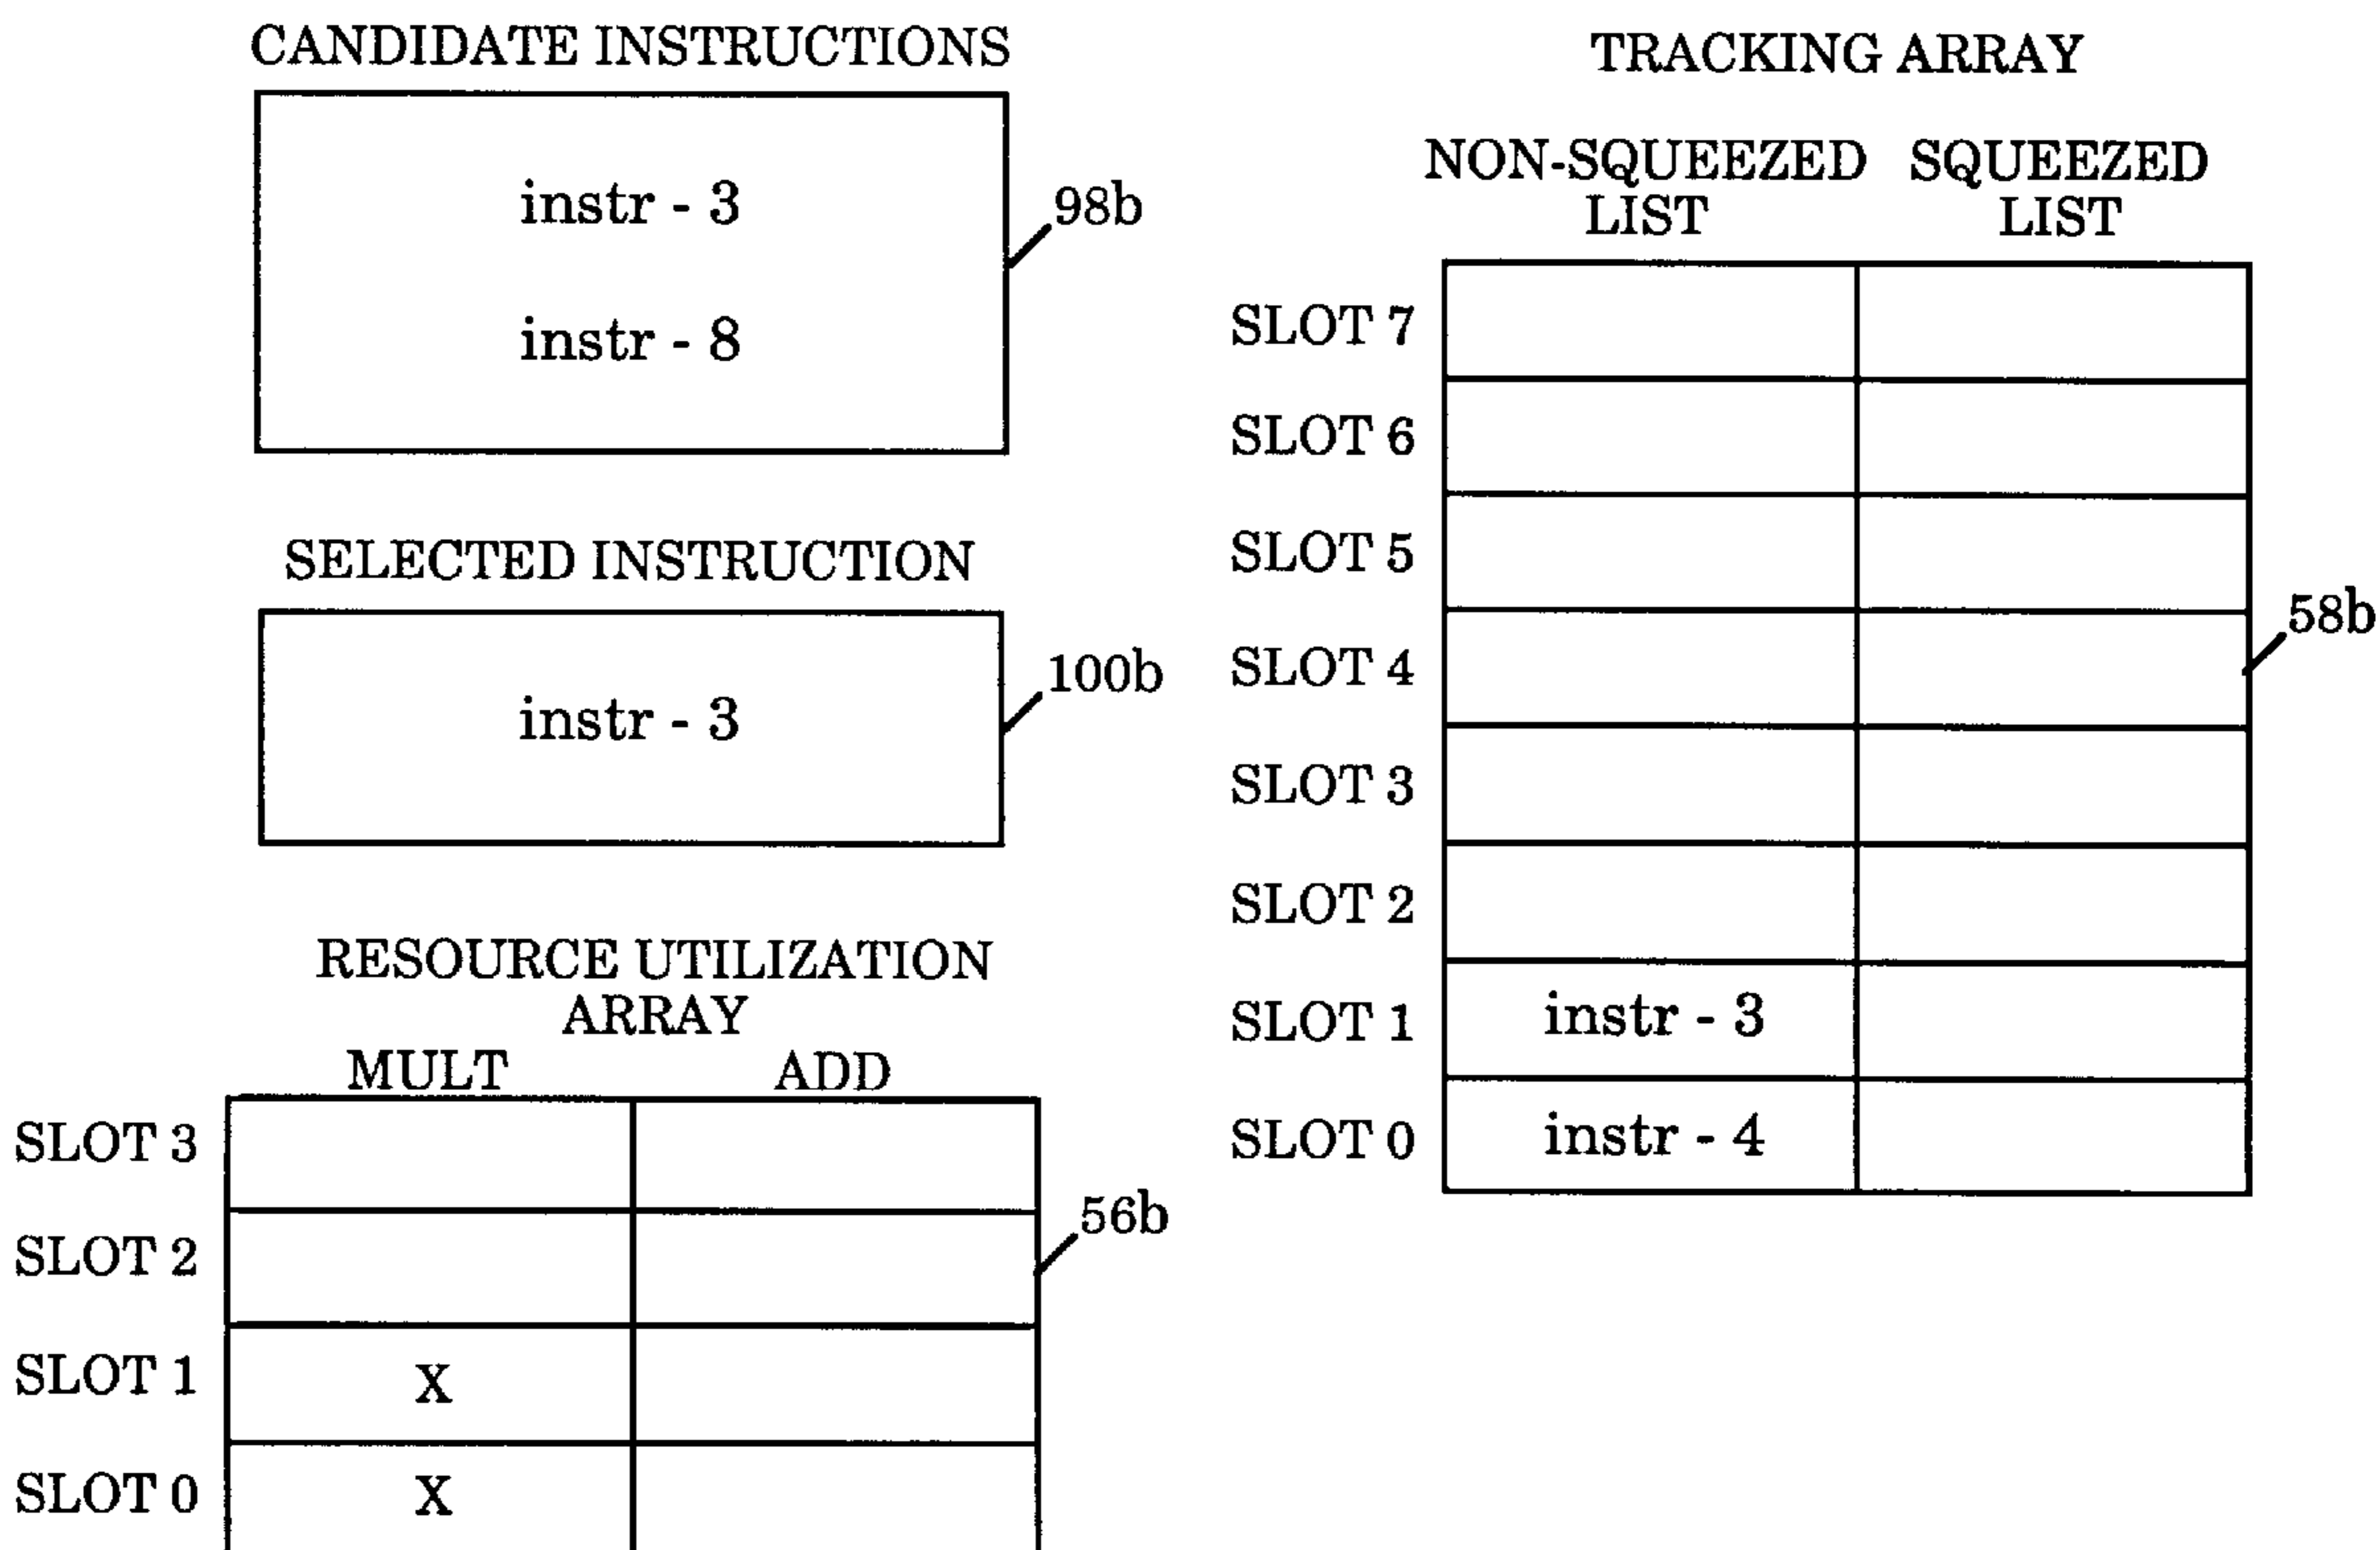 CANDIDATE INSTRUCTIONS
instr - 3
98b
instr - 8
SELECTED INSTRUCTION
instr - 3
100b
RESOURCE UTILIZATION
ARRAY
MULT ADD
SLOT 3
SLOT 2
56b
SLOT 1 X
SLOT 0 X
TRACKING ARRAY
NON-SQUEEZED SQUEEZED
LIST LIST
SLOT 7
SLOT 6
SLOT 5
58b
SLOT 4
SLOT 3
SLOT 2
SLOT 1 instr - 3
SLOT 0 instr - 4